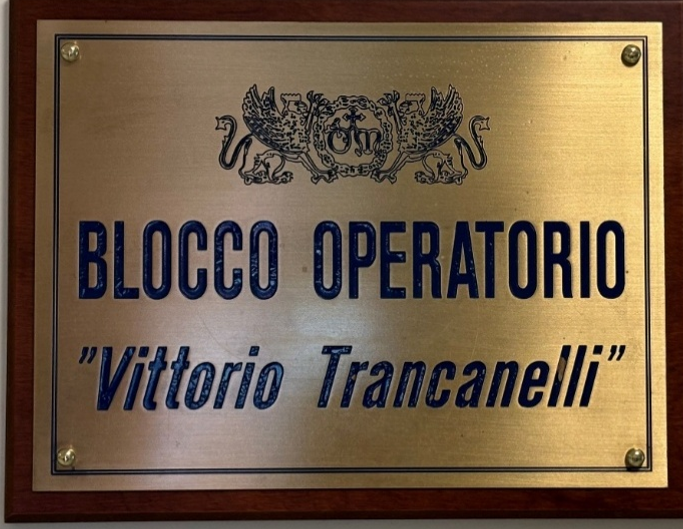 BLOCCO OPERATORIO
"Vittorio Trancanelli"